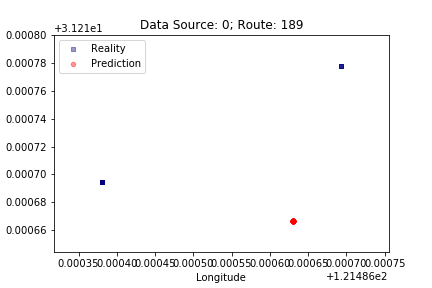 Data Source: 0; Route: 189
+3.121e1
0.00080
0.00078
0.00076
0.00074
0.00072
0.00070
0.00068
0.00066
Reality
Prediction
0.00035 0.00040 0.00045 0.00050 0.00055 0.00060 0.00065 0.00070 0.00075
Longitude
+1.21486e2